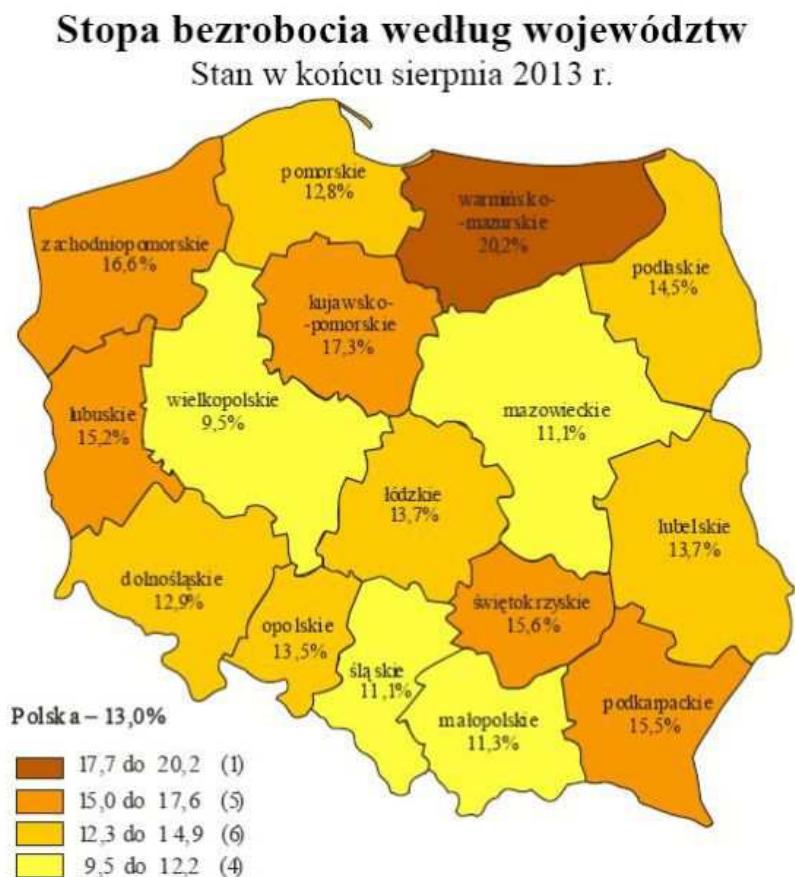 Stopa bezrobocia według województw
Stan w końcu sierpnia 2013 r.
pomorskie
12,8%
warmińsko-
-mazurskie
20,2%
zachodniopomorskie
16,6%
podlaskie
14,5%
kujawsko-
-pomorskie
17,3%
wielkopolskie
9,5%
mazowieckie
11,1%
lubuskie
15,2%
łódzkie
13,7%
lubelskie
13,7%
dolnośląskie
12,9%
świętokrzyskie
15,6%
opolskie
13,5%
śląskie
11,1%
małopolskie
11,3%
podkarpackie
15,5%
Polska – 13,0%
17,7 do 20,2 (1)
15,0 do 17,6 (5)
12,3 do 14,9 (6)
9,5 do 12,2 (4)